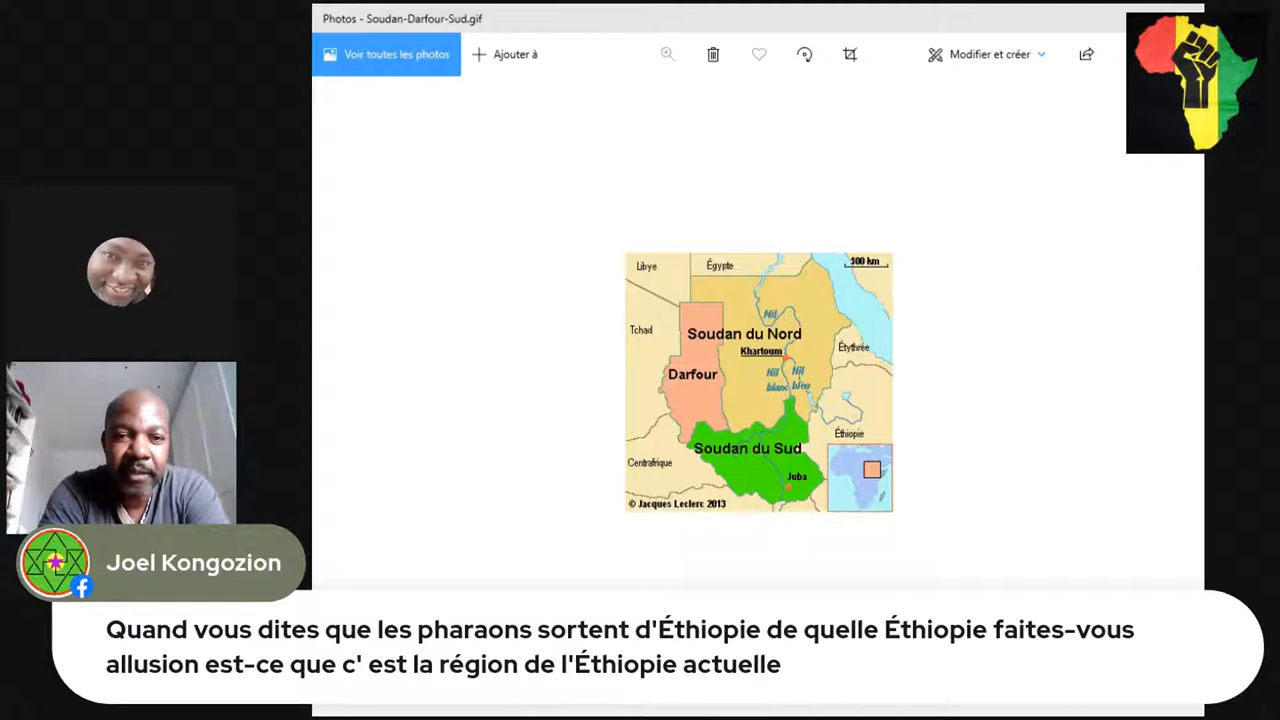 Photos - Soudan-Darfour-Sud.gif
Voir toutes les photos
Ajouter à
Modifier et créer
Libye
Égypte
500 km
Tchad
Nil
Soudan du Nord
Khartoum
Étythrée
Darfour
Nil blanc
Nil bleu
Éthiopie
Soudan du Sud
Centrafrique
Juba
© Jacques Leclerc 2013
Joel Kongozion
Quand vous dites que les pharaons sortent d'Éthiopie de quelle Éthiopie faites-vous
allusion est-ce que c' est la région de l'Éthiopie actuelle